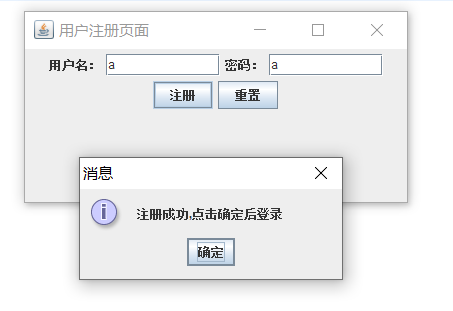 用户注册页面
用户名： a 密码： a
注册 重置
消息
注册成功,点击确定后登录
确定